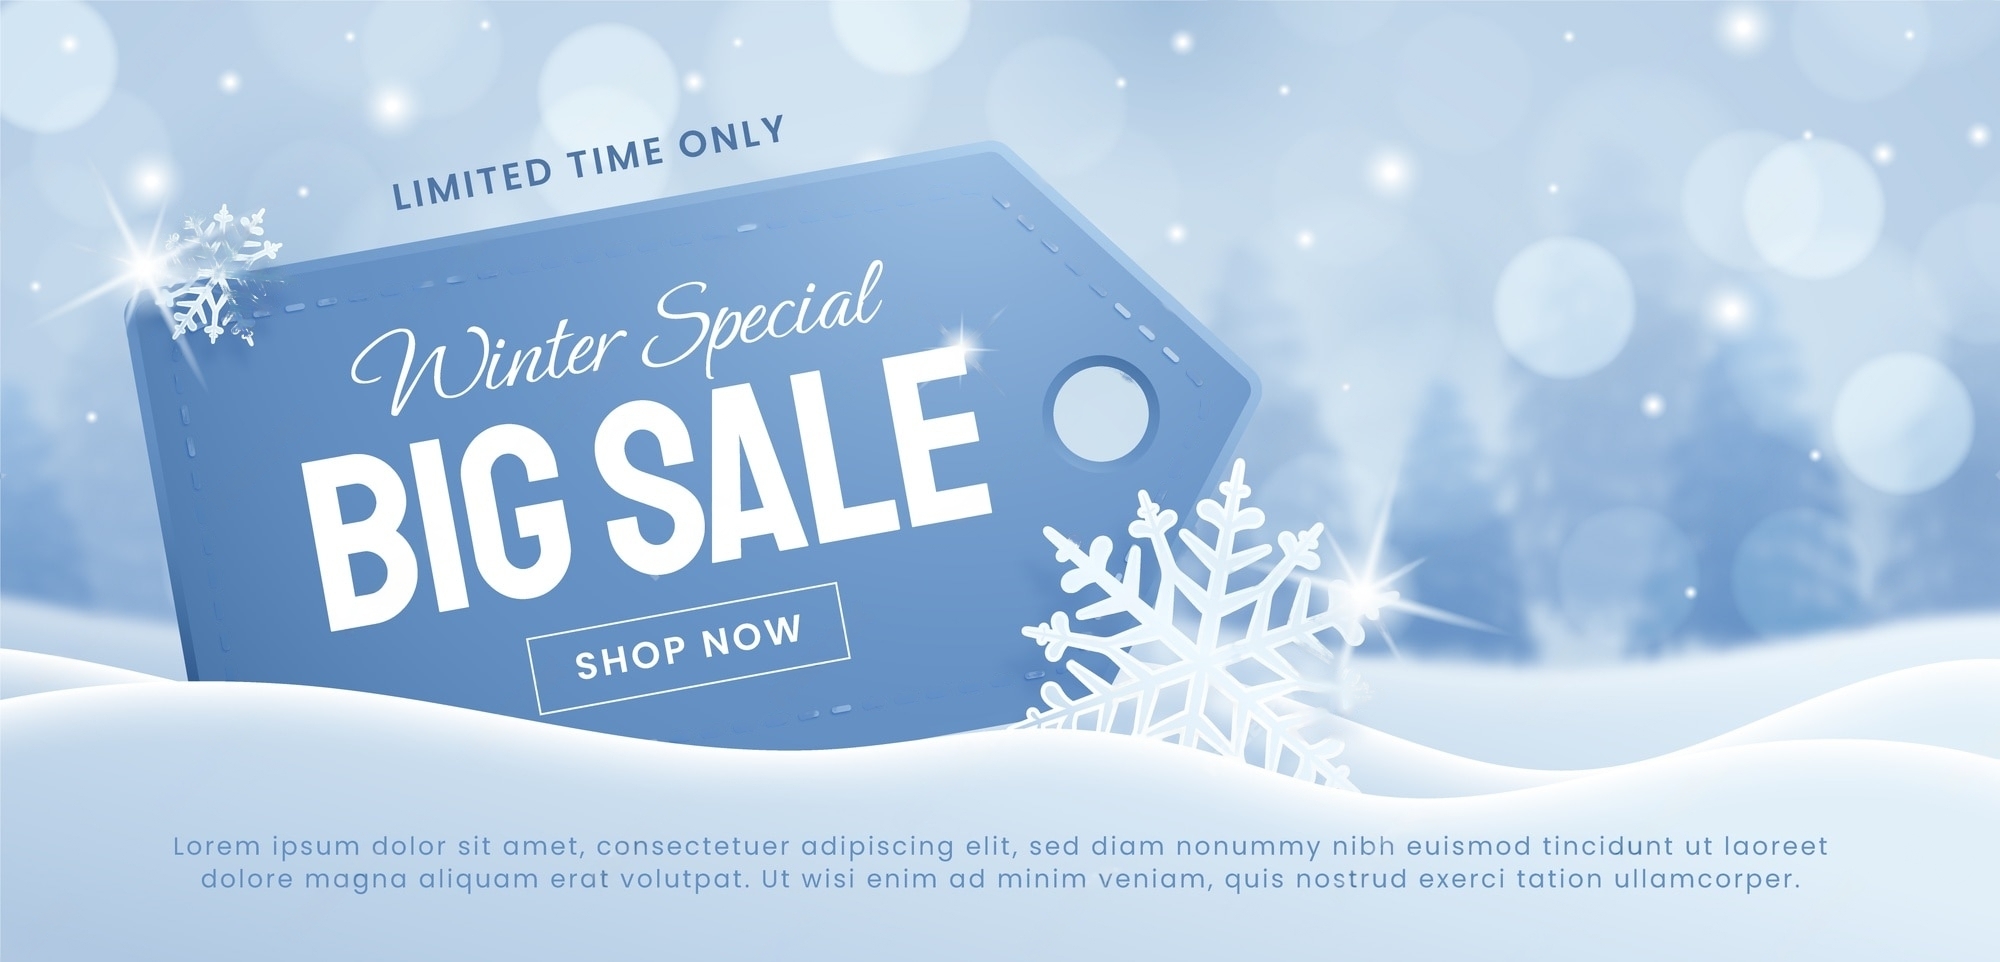 LIMITED TIME ONLY
Winter Special
BIG SALE
SHOP NOW
Lorem ipsum dolor sit amet, consectetuer adipiscing elit, sed diam nonummy nibh euismod tincidunt ut laoreet
dolore magna aliquam erat volutpat. Ut wisi enim ad minim veniam, quis nostrud exerci tation ullamcorper.